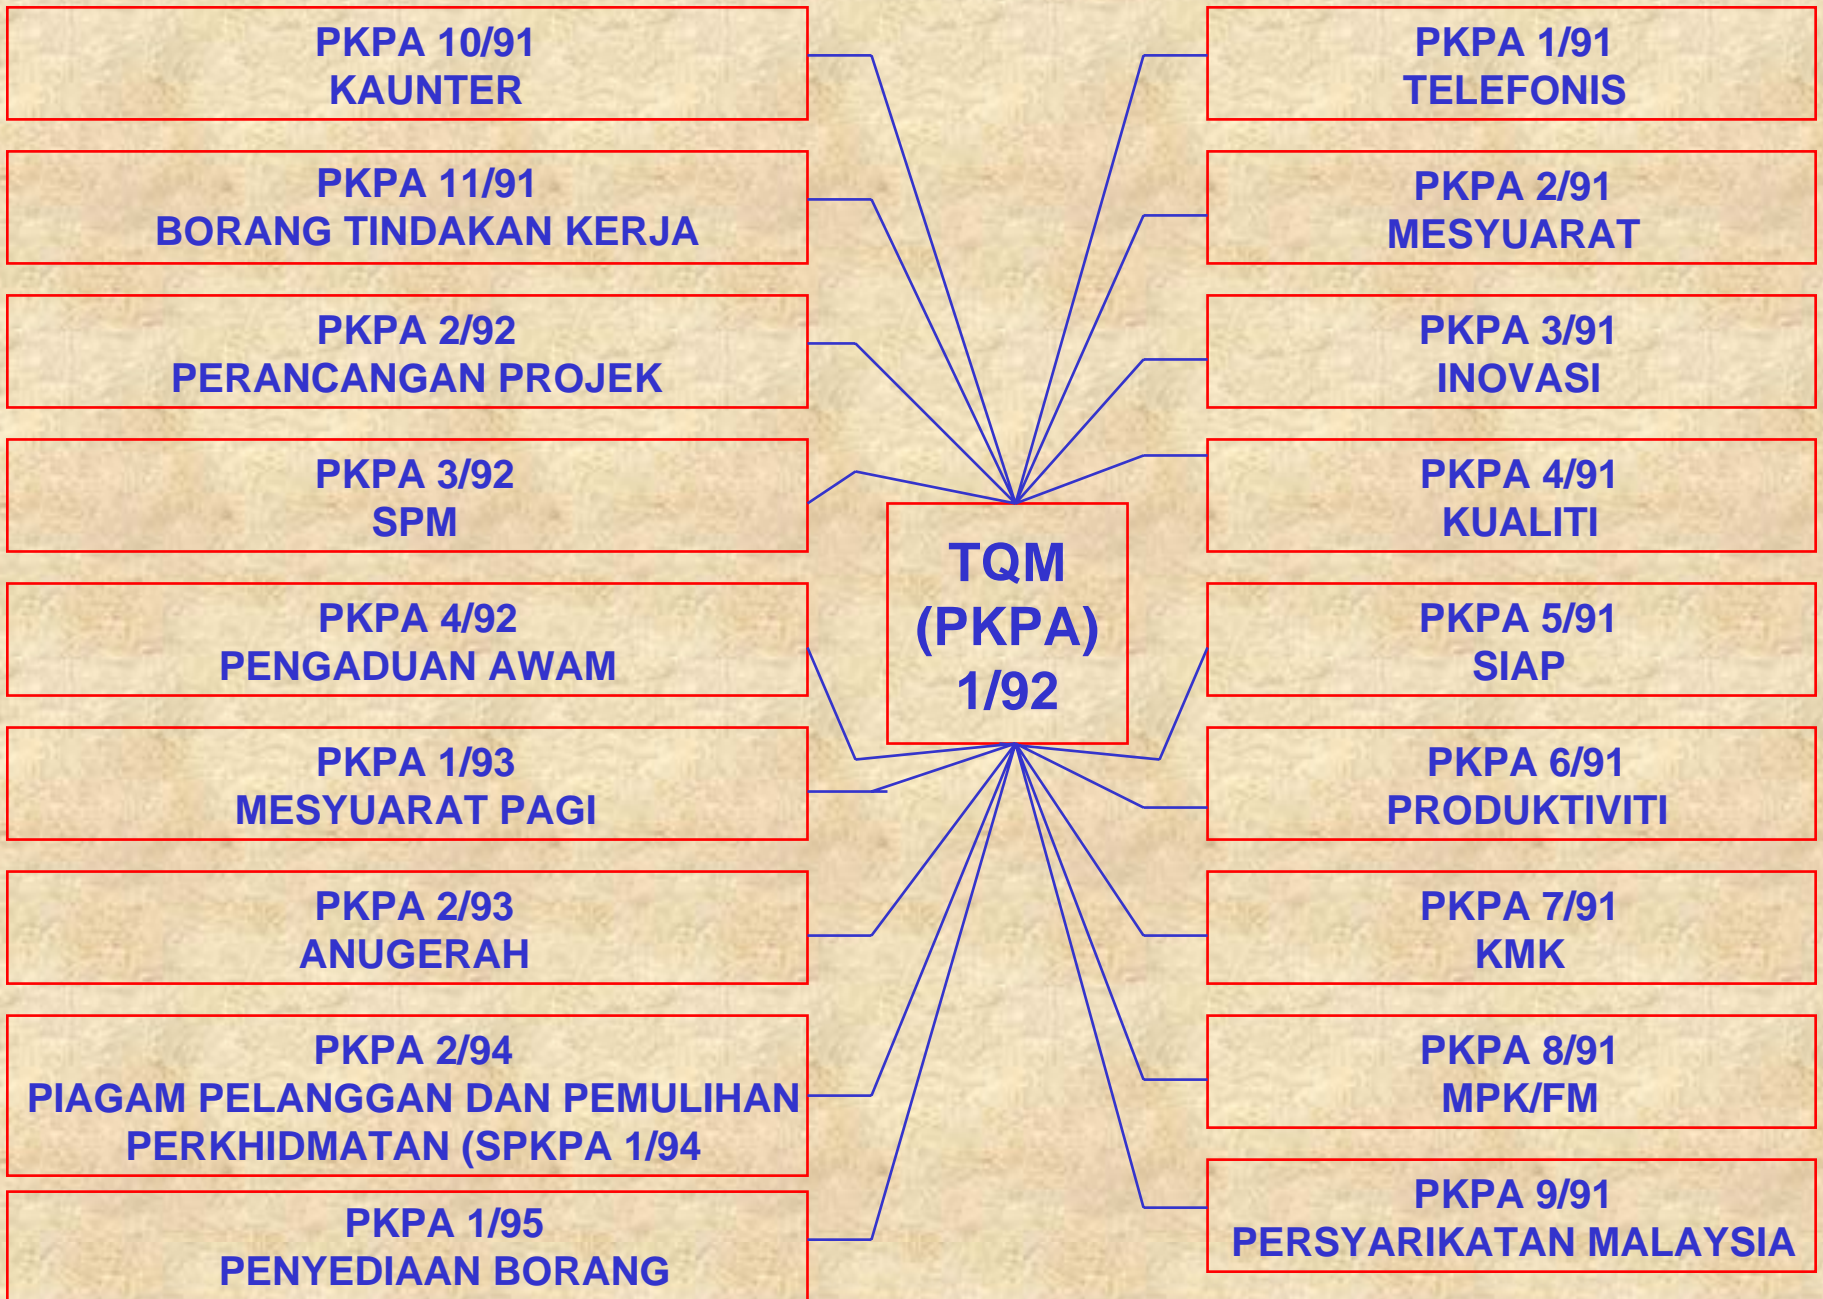 PKPA 10/91
KAUNTER
PKPA 11/91
BORANG TINDAKAN KERJA
PKPA 2/92
PERANCANGAN PROJEK
PKPA 3/92
SPM
PKPA 4/92
PENGADUAN AWAM
PKPA 1/93
MESYUARAT PAGI
PKPA 2/93
ANUGERAH
PKPA 2/94
PIAGAM PELANGGAN DAN PEMULIHAN
PERKHIDMATAN (SPKPA 1/94
PKPA 1/95
PENYEDIAAN BORANG
TQM
(PKPA)
1/92
PKPA 1/91
TELEFONIS
PKPA 2/91
MESYUARAT
PKPA 3/91
INOVASI
PKPA 4/91
KUALITI
PKPA 5/91
SIAP
PKPA 6/91
PRODUKTIVITI
PKPA 7/91
KMK
PKPA 8/91
MPK/FM
PKPA 9/91
PERSYARIKATAN MALAYSIA